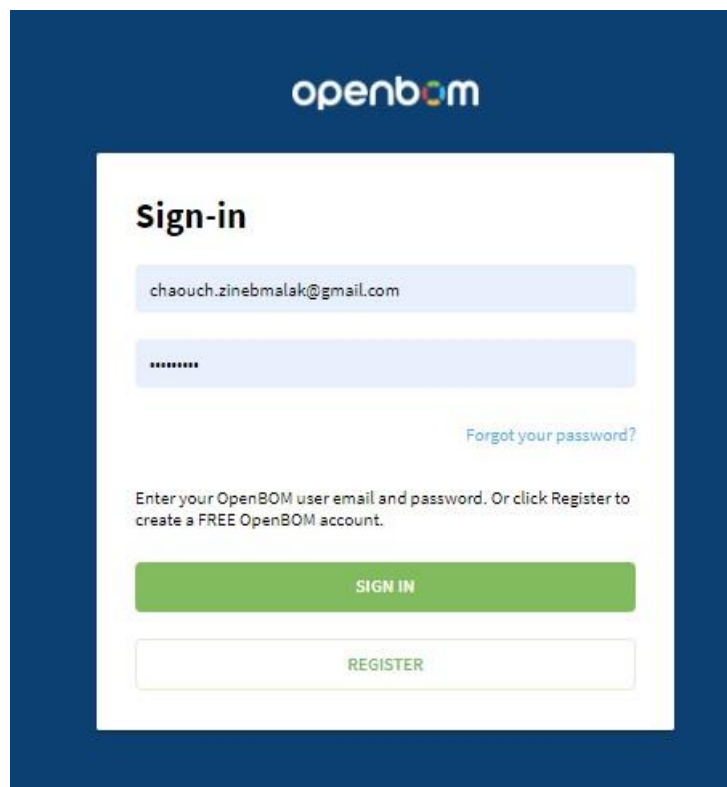 openbom
Sign-in
chaouch.zinebmalak@gmail.com
•••••••••
Forgot your password?
Enter your OpenBOM user email and password. Or click Register to
create a FREE OpenBOM account.
SIGN IN
REGISTER